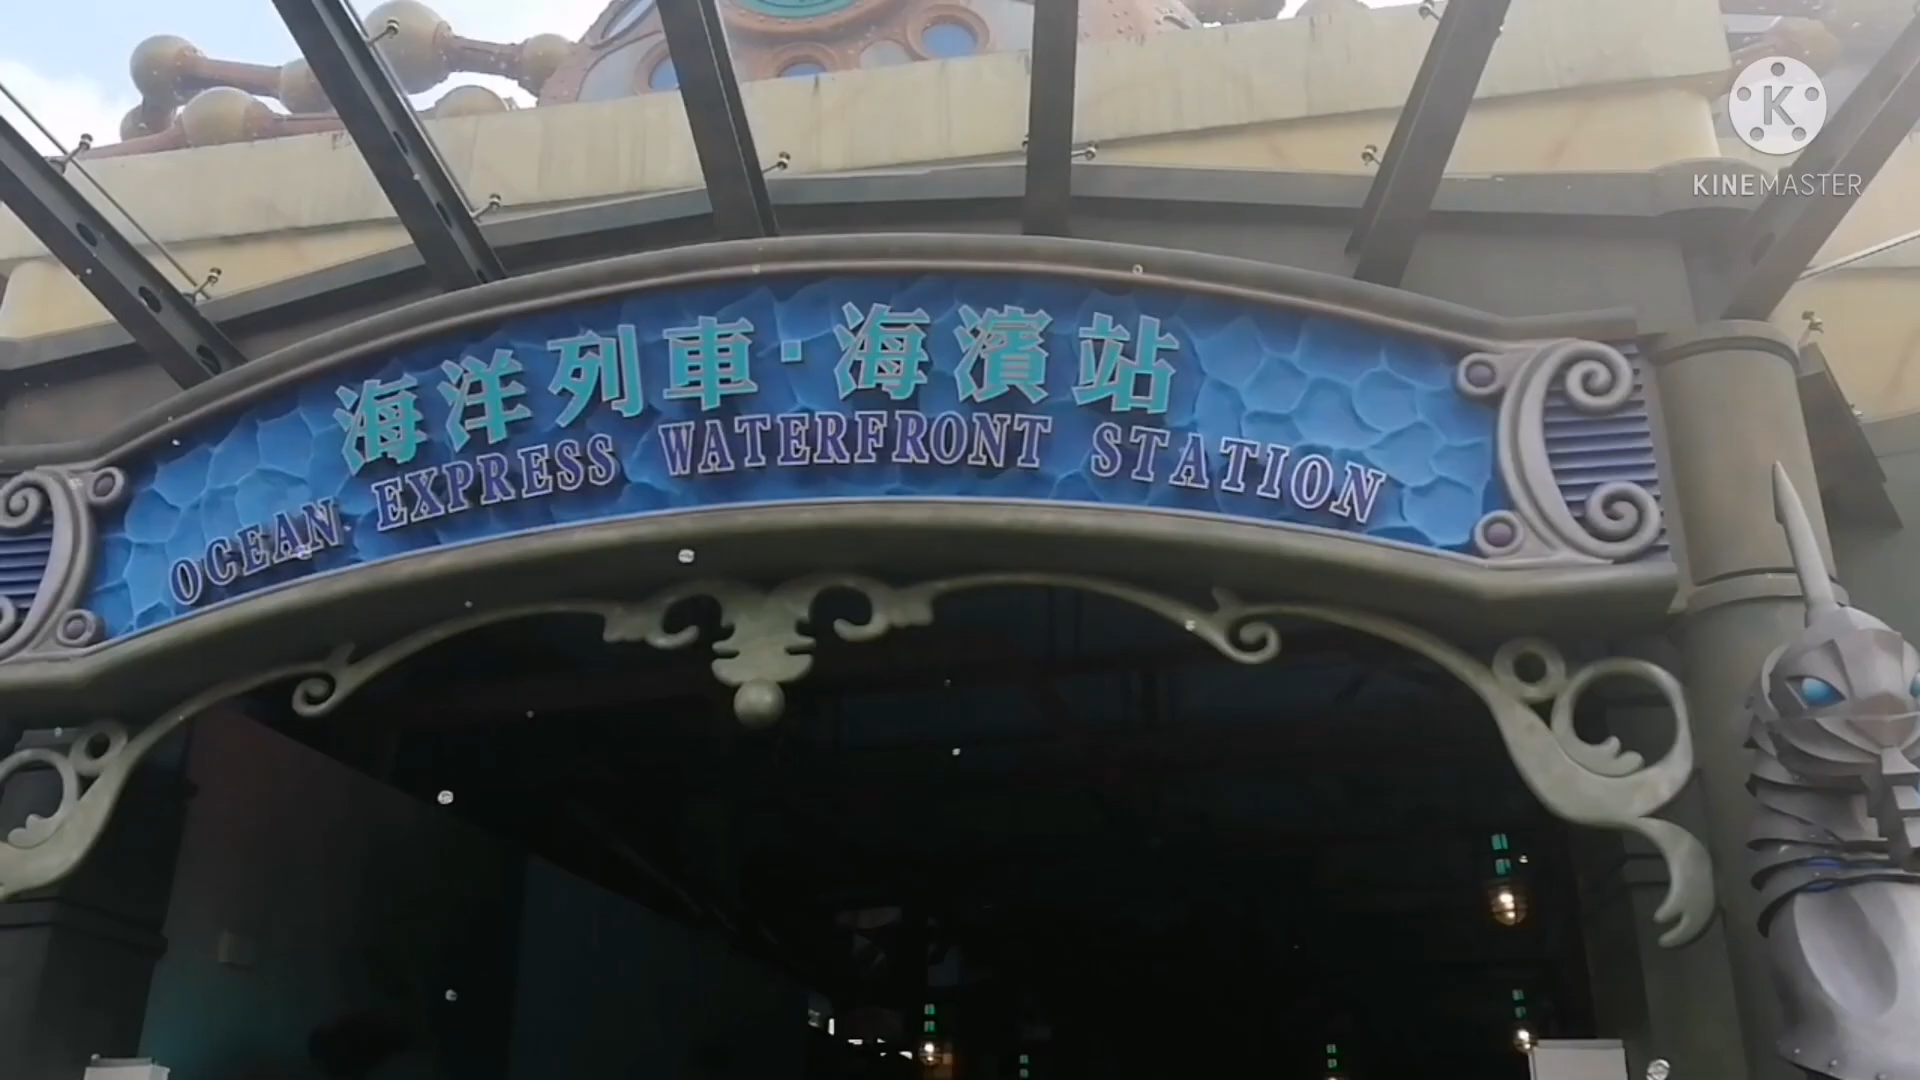 海洋列車·海濱站
OCEAN EXPRESS WATERFRONT STATION
K
KINEMASTER